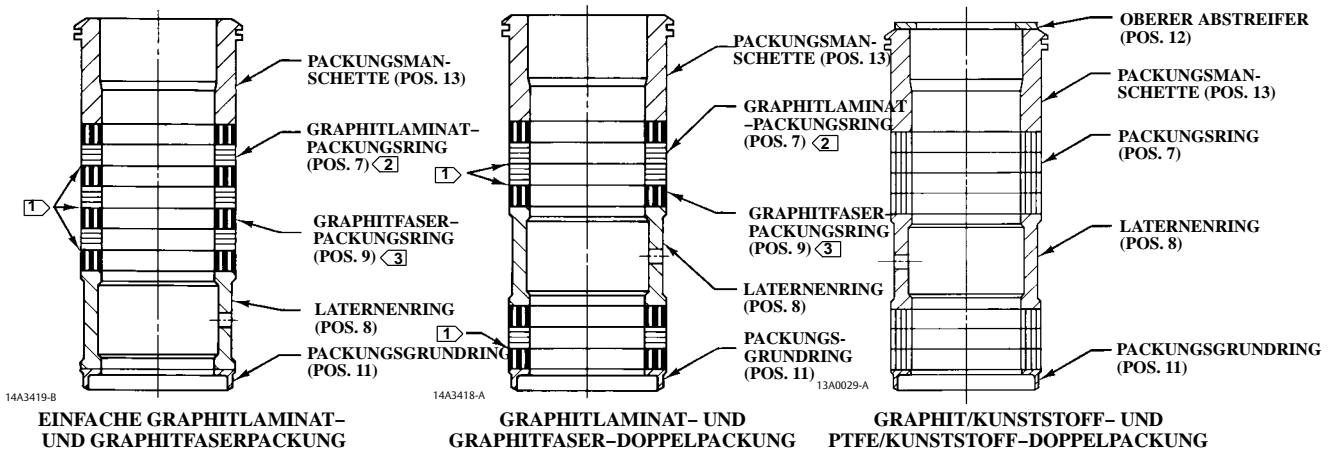 PACKUNGSMAN-
SCHETTE (POS. 13)
GRAPHITLAMINAT-
PACKUNGSRING
(POS. 7) 2
1
GRAPHITFASER-
PACKUNGSRING
(POS. 9) 3
LATERNENRING
(POS. 8)
PACKUNGSGRUNDRING
(POS. 11)
14A3419-B
EINFACHE GRAPHITLAMINAT-
UND GRAPHITFASERPACKUNG
PACKUNGSMAN-
SCHETTE (POS. 13)
GRAPHITLAMINAT
-PACKUNGSRING
(POS. 7) 2
1
GRAPHITFASER-
PACKUNGSRING
(POS. 9) 3
LATERNENRING
(POS. 8)
1
PACKUNGS-
GRUNDRING
(POS. 11)
14A3418-A
GRAPHITLAMINAT- UND
GRAPHITFASER-DOPPELPACKUNG
OBERER ABSTREIFER
(POS. 12)
PACKUNGSMAN-
SCHETTE (POS. 13)
PACKUNGSRING
(POS. 7)
LATERNENRING
(POS. 8)
PACKUNGSGRUNDRING
(POS. 11)
13A0029-A
GRAPHIT/KUNSTSTOFF- UND
PTFE/KUNSTSTOFF-DOPPELPACKUNG